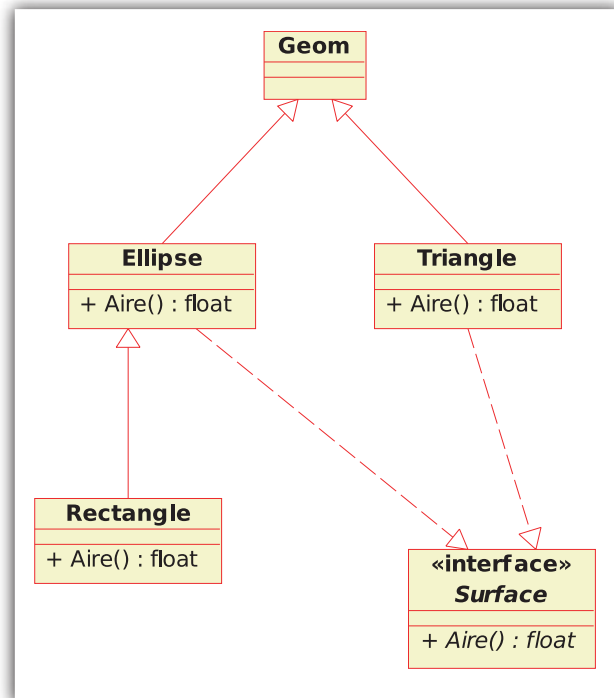 Geom
Ellipse
+ Aire() : float
Triangle
+ Aire() : float
Rectangle
+ Aire() : float
«interface»
Surface
+ Aire() : float